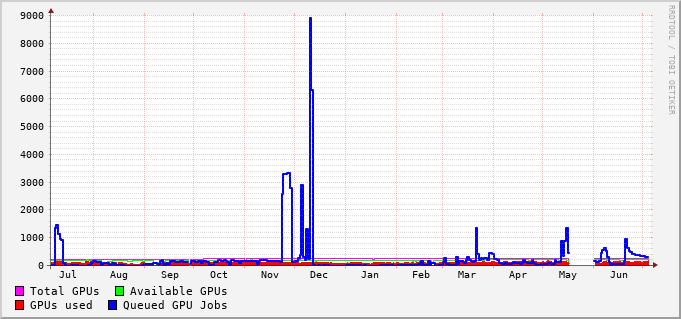 9000
8000
7000
6000
5000
4000
3000
2000
1000
0
Jul Aug Sep Oct Nov Dec Jan Feb Mar Apr May Jun
Total GPUs Available GPUs
GPUs used Queued GPU Jobs
RRDTOOL / TOBI OETIKER